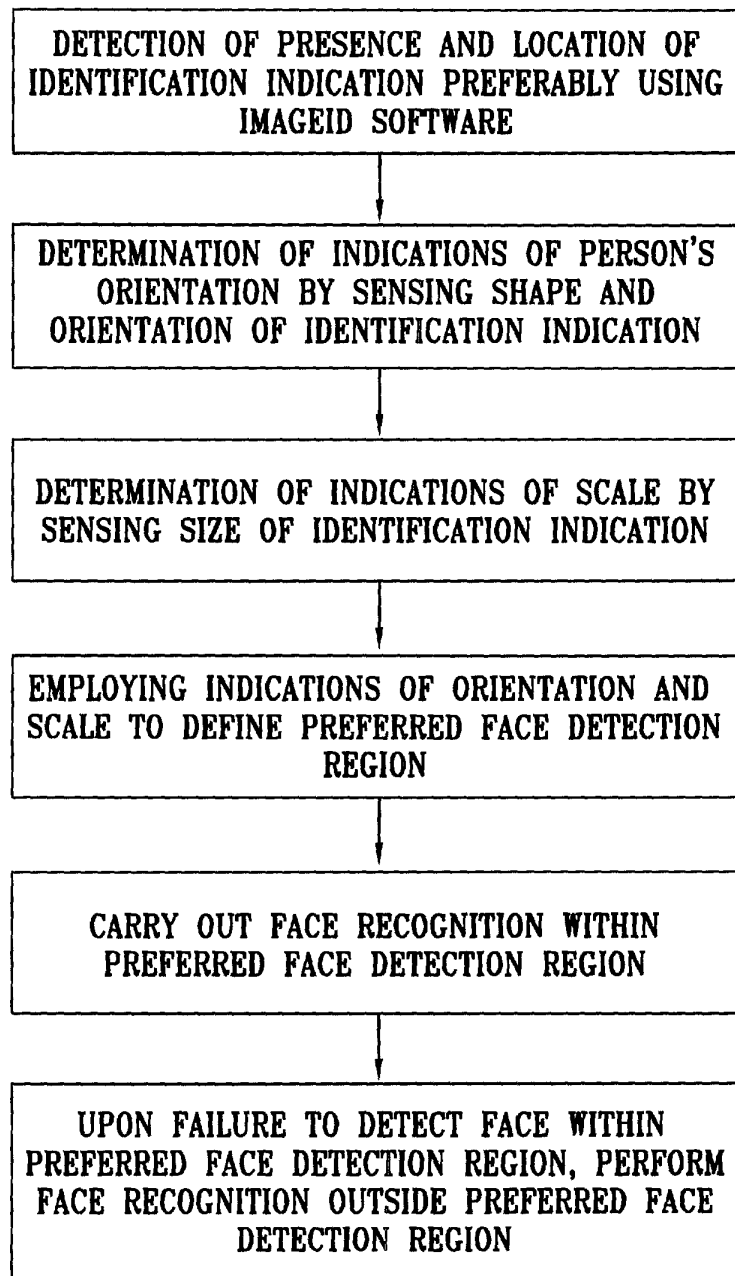 DETECTION OF PRESENCE AND LOCATION OF
IDENTIFICATION INDICATION PREFERABLY USING
IMAGEID SOFTWARE
DETERMINATION OF INDICATIONS OF PERSON'S
ORIENTATION BY SENSING SHAPE AND
ORIENTATION OF IDENTIFICATION INDICATION
DETERMINATION OF INDICATIONS OF SCALE BY
SENSING SIZE OF IDENTIFICATION INDICATION
EMPLOYING INDICATIONS OF ORIENTATION AND
SCALE TO DEFINE PREFERRED FACE DETECTION
REGION
CARRY OUT FACE RECOGNITION WITHIN
PREFERRED FACE DETECTION REGION
UPON FAILURE TO DETECT FACE WITHIN
PREFERRED FACE DETECTION REGION, PERFORM
FACE RECOGNITION OUTSIDE PREFERRED FACE
DETECTION REGION